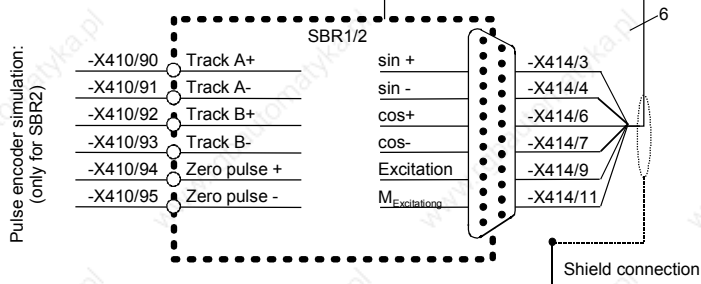 6
SBR1/2
Pulse encoder simulation:
(only for SBR2)
-X410/90 Track A+ sin + -X414/3
-X410/91 Track A- sin - -X414/4
-X410/92 Track B+ cos+ -X414/6
-X410/93 Track B- cos- -X414/7
-X410/94 Zero pulse + Excitation -X414/9
-X410/95 Zero pulse - MExcitationg -X414/11
Shield connection